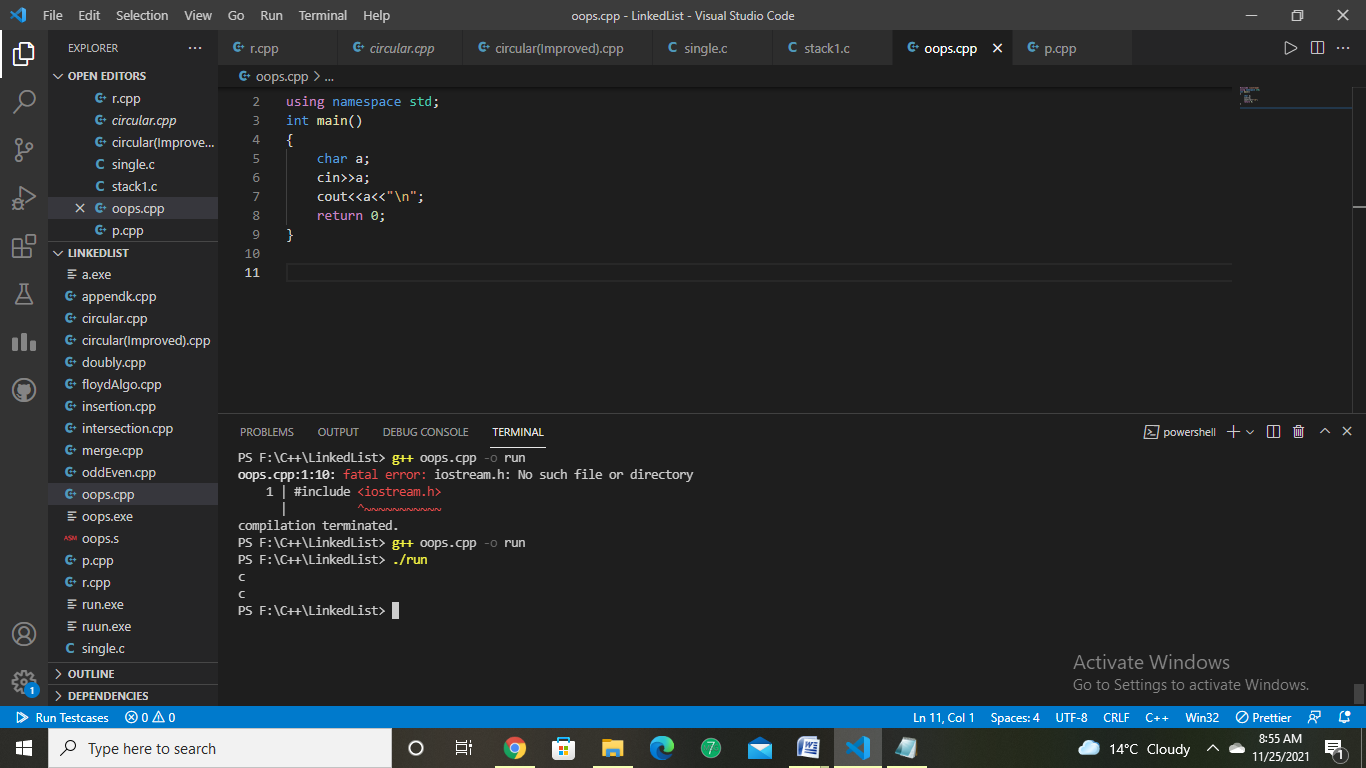 File Edit Selection View Go Run Terminal Help oops.cpp - LinkedList - Visual Studio Code
EXPLORER
OPEN EDITORS
r.cpp
circular.cpp
circular(Improve...
single.c
stack1.c
oops.cpp
p.cpp
LINKEDLIST
a.exe
appendk.cpp
circular.cpp
circular(Improved).cpp
doubly.cpp
floydAlgo.cpp
insertion.cpp
intersection.cpp
merge.cpp
oddEven.cpp
oops.cpp
oops.exe
ASM oops.s
p.cpp
r.cpp
run.exe
ruun.exe
single.c
OUTLINE
DEPENDENCIES
r.cpp circular.cpp circular(Improved).cpp single.c stack1.c oops.cpp p.cpp
oops.cpp > ...
2 using namespace std;
3 int main()
4 {
5     char a;
6     cin>>a;
7     cout<<a<<"\n";
8     return 0;
9 }
10
11
PROBLEMS OUTPUT DEBUG CONSOLE TERMINAL powershell
PS F:\C++\LinkedList> g++ oops.cpp -o run
oops.cpp:1:10: fatal error: iostream.h: No such file or directory
    1 | #include <iostream.h>
      |          ^~~~~~~~~~~~
compilation terminated.
PS F:\C++\LinkedList> g++ oops.cpp -o run
PS F:\C++\LinkedList> ./run
c
c
PS F:\C++\LinkedList>
Activate Windows
Go to Settings to activate Windows.
1
Run Testcases 0 0 Ln 11, Col 1 Spaces: 4 UTF-8 CRLF C++ Win32 Prettier
Type here to search 7 14°C Cloudy 8:55 AM
11/25/2021 1